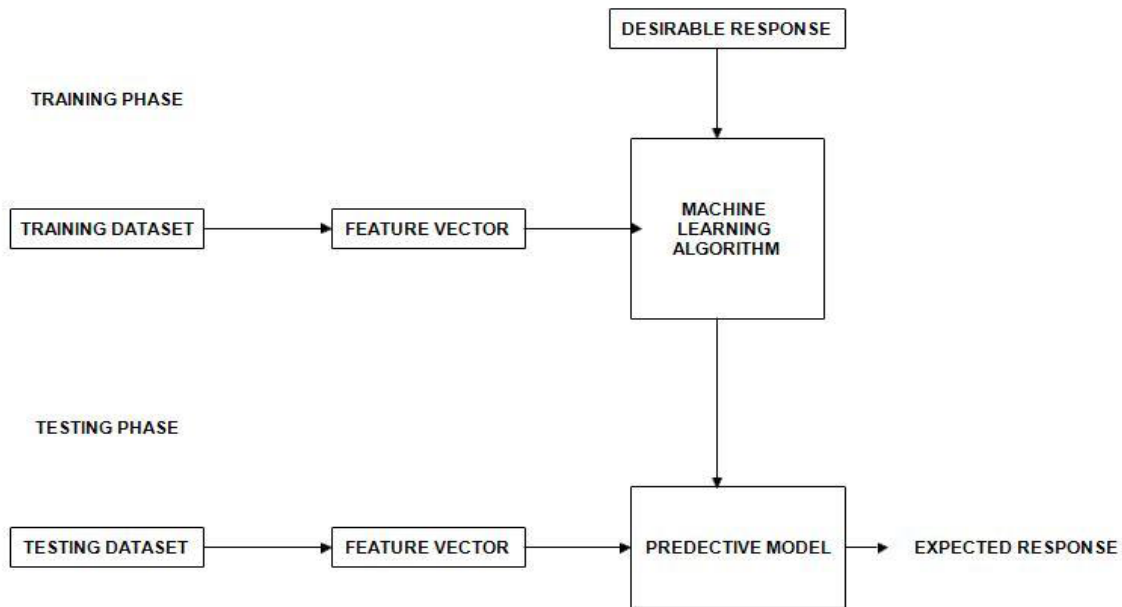 DESIRABLE RESPONSE
TRAINING PHASE
TRAINING DATASET
FEATURE VECTOR
MACHINE
LEARNING
ALGORITHM
TESTING PHASE
TESTING DATASET
FEATURE VECTOR
PREDECTIVE MODEL
EXPECTED RESPONSE